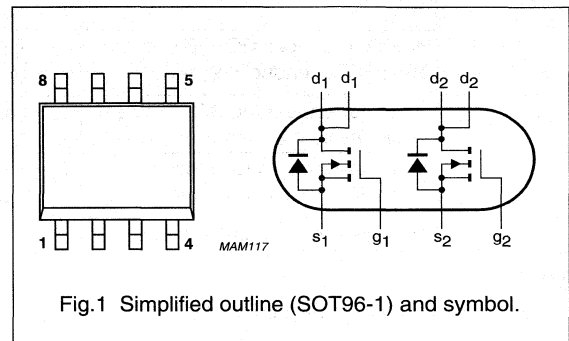 8 5
d1 d1 d2 d2
1 4
MAM117
s1 g1 s2 g2
Fig.1 Simplified outline (SOT96-1) and symbol.